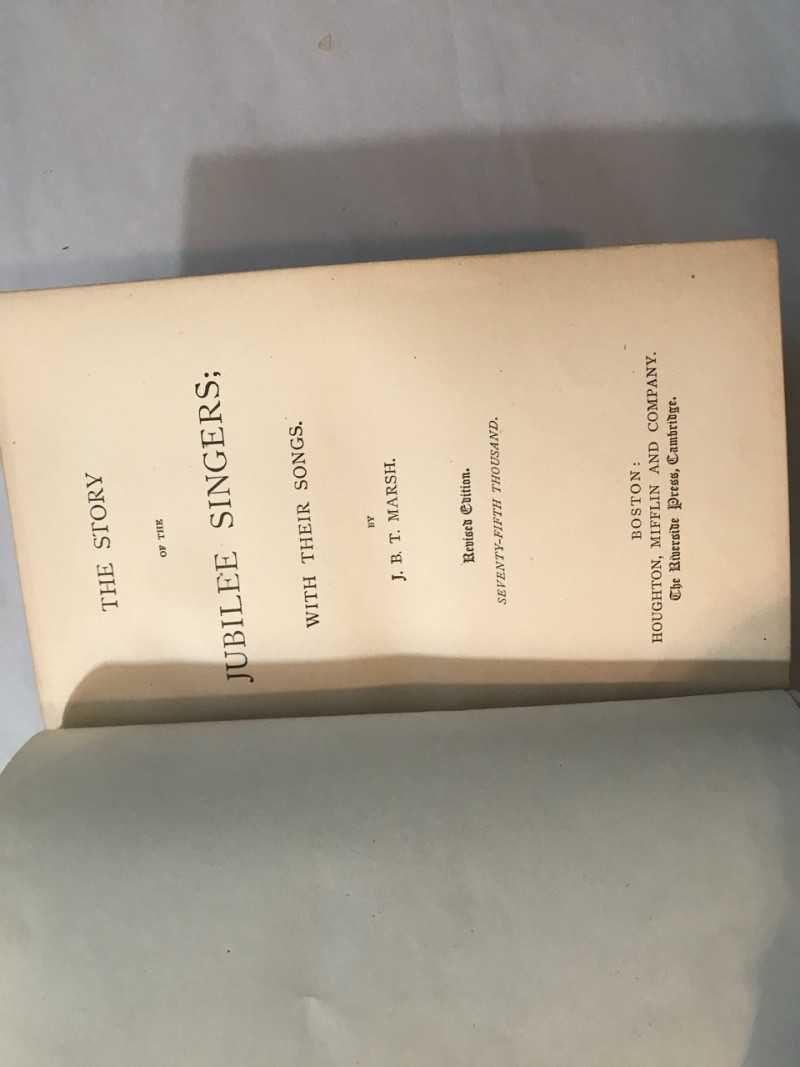 THE STORY
OF THE
JUBILEE SINGERS;
WITH THEIR SONGS.
BY
J. B. T. MARSH.
Revised Edition.
SEVENTY-FIFTH THOUSAND.
BOSTON:
HOUGHTON, MIFFLIN AND COMPANY.
The Riverside Press, Cambridge.